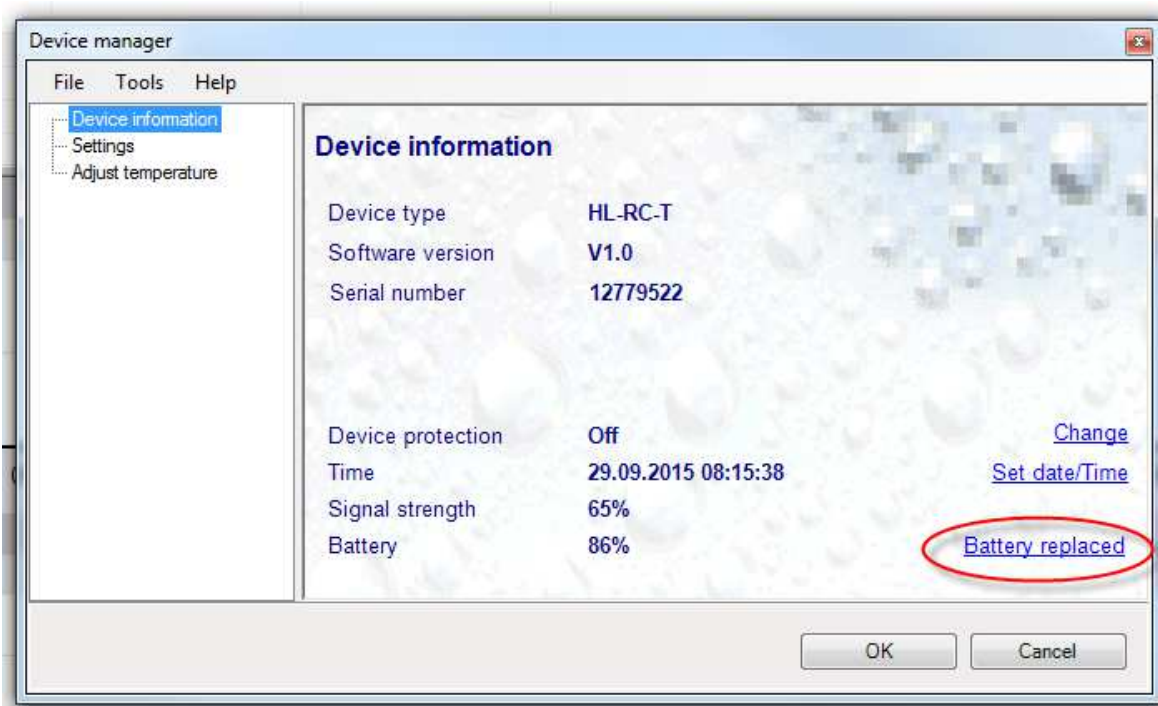 Device manager
File Tools Help
Device information
Settings
Adjust temperature
Device information
Device type HL-RC-T
Software version V1.0
Serial number 12779522
Device protection Off Change
Time 29.09.2015 08:15:38 Set date/Time
Signal strength 65%
Battery 86% Battery replaced
OK Cancel